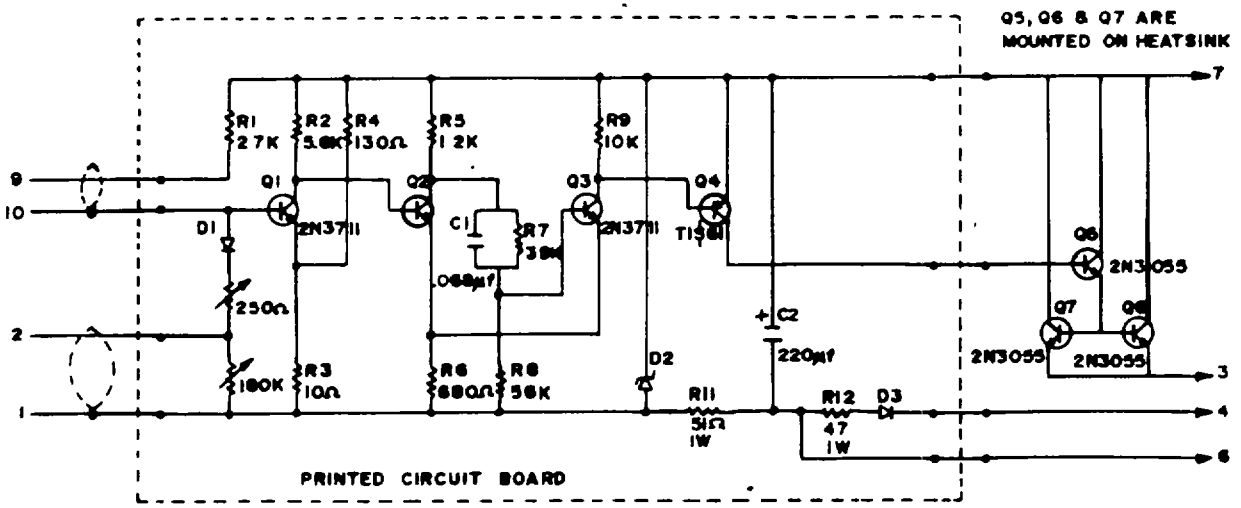 Q5, Q6 & Q7 ARE
MOUNTED ON HEATSINK
7
R1
27K
R2
5.6K
R4
130Ω
R5
1.2K
R9
10K
9
10
Q1
2N3711
Q2
Q3
2N3711
Q4
D1
C1
.068µf
R7
250Ω
Q5
2N3055
2
Q7
2N3055
2N3055
+ C2
220µf
180K
R3
10Ω
R6
680Ω
R8
56K
D2
3
1
R11
51Ω
1W
R12
47
1W
D3
4
6
PRINTED CIRCUIT BOARD